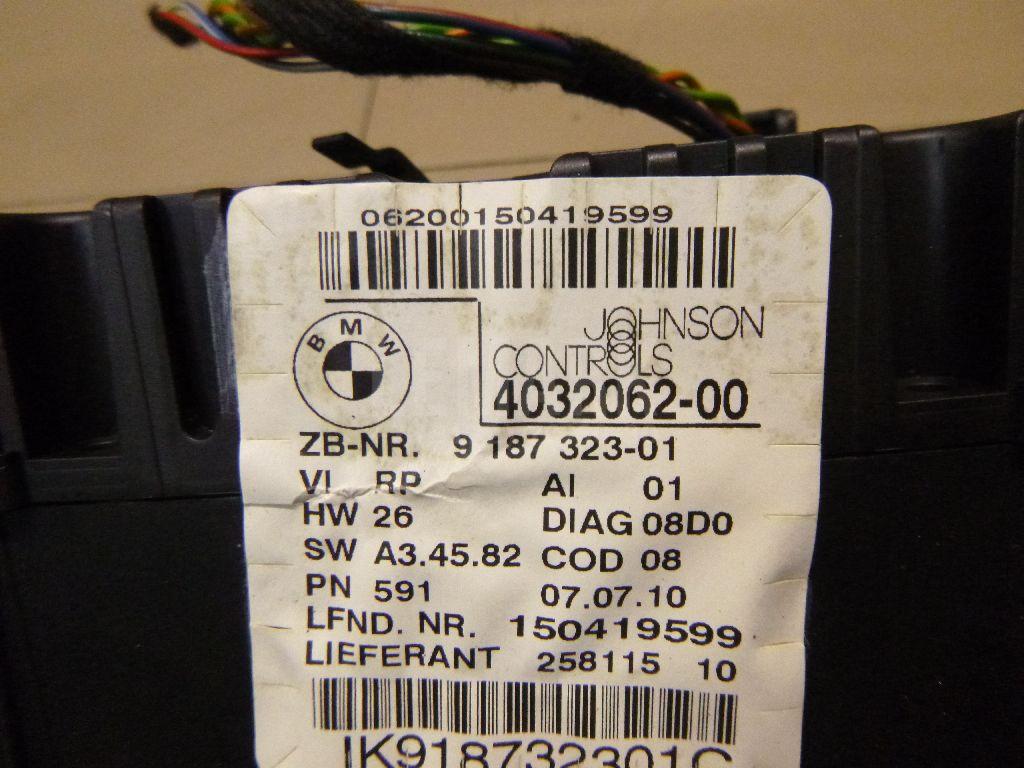 06200150419599
BMW
JOHNSON
CONTROLS
4032062-00
ZB-NR. 9 187 323-01
VI RP AI 01
HW 26 DIAG 08D0
SW A3.45.82 COD 08
PN 591 07.07.10
LFND. NR. 150419599
LIEFERANT 258115 10
IK918732301C